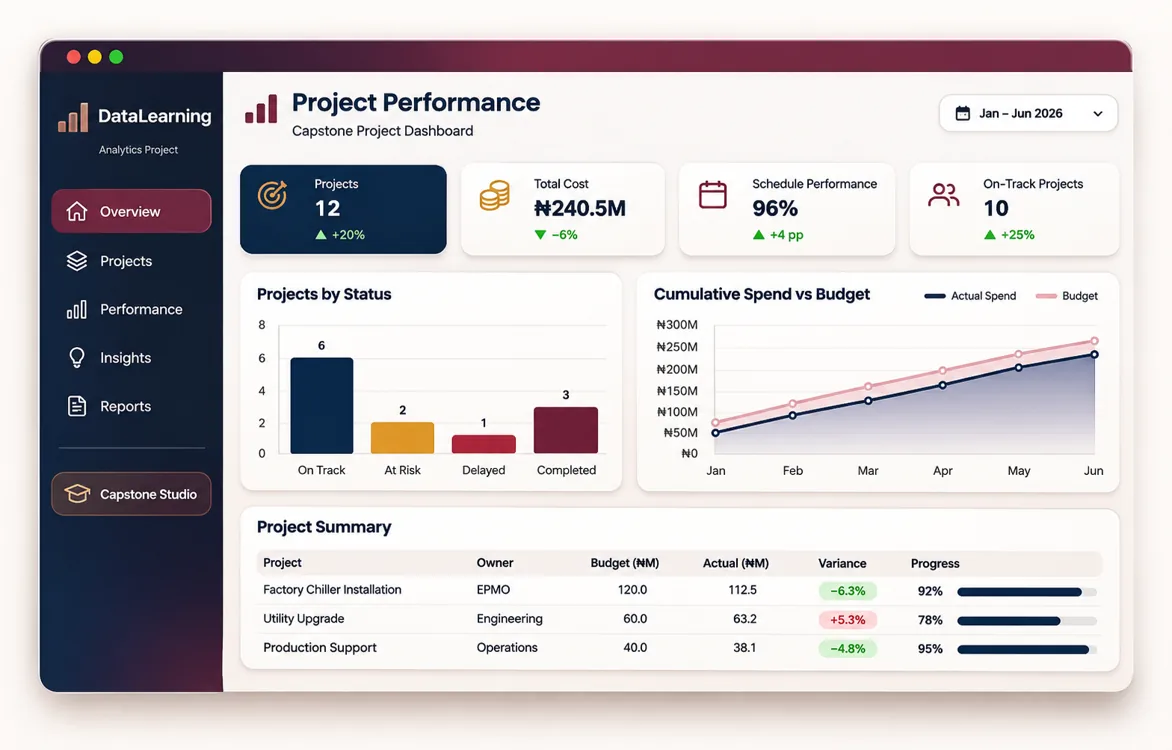 DataLearning
Analytics Project
Overview
Projects
Performance
Insights
Reports
Capstone Studio
Project Performance
Capstone Project Dashboard
Jan – Jun 2026
Projects
12
▲ +20%
Total Cost
₦240.5M
▼ −6%
Schedule Performance
96%
▲ +4 pp
On-Track Projects
10
▲ +25%
Projects by Status
8
6
4
2
0
6
2
1
3
On Track At Risk Delayed Completed
Cumulative Spend vs Budget
Actual Spend Budget
₦300M
₦250M
₦200M
₦150M
₦100M
₦50M
₦0
Jan Feb Mar Apr May Jun
Project Summary
Project Owner Budget (₦M) Actual (₦M) Variance Progress
Factory Chiller Installation EPMO 120.0 112.5 −6.3% 92%
Utility Upgrade Engineering 60.0 63.2 +5.3% 78%
Production Support Operations 40.0 38.1 −4.8% 95%